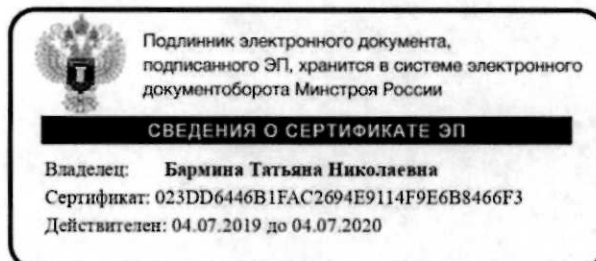 Подлинник электронного документа,
подписанного ЭП, хранится в системе электронного
документоборота Минстроя России
СВЕДЕНИЯ О СЕРТИФИКАТЕ ЭП
Владелец: Бармина Татьяна Николаевна
Сертификат: 023DD6446B1FAC2694E9114F9E6B8466F3
Действителен: 04.07.2019 до 04.07.2020